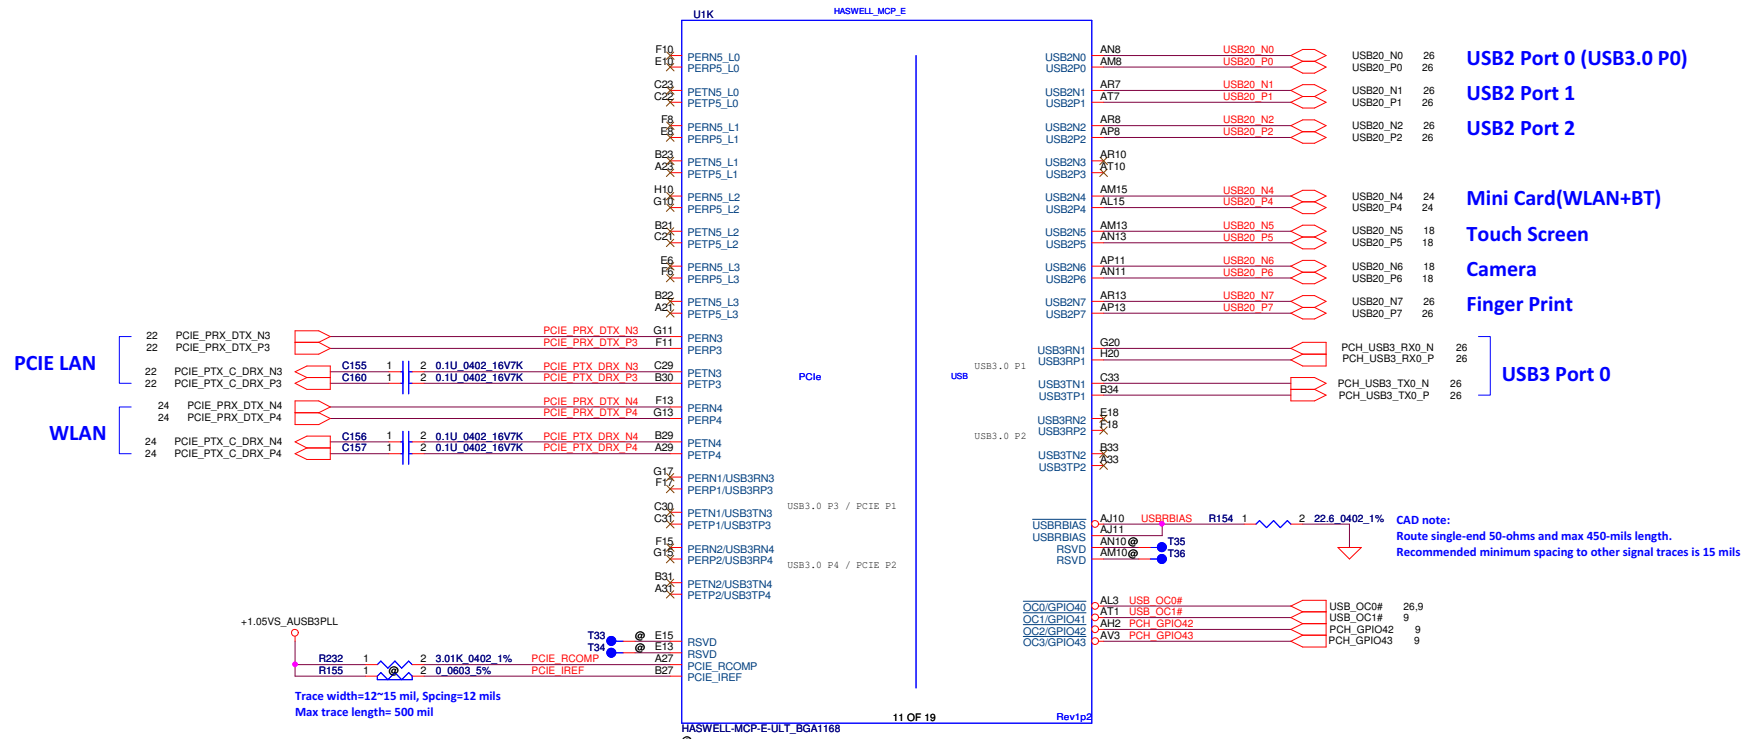 U1K
HASWELL_MCP_E
F10 PERN5_L0
E10 PERP5_L0
C23 PETN5_L0
C22 PETP5_L0
F8 PERN5_L1
E8 PERP5_L1
B23 PETN5_L1
A23 PETP5_L1
H10 PERN5_L2
G10 PERP5_L2
B21 PETN5_L2
C21 PETP5_L2
E6 PERN5_L3
F6 PERP5_L3
B22 PETN5_L3
A21 PETP5_L3
PCIE LAN
22 PCIE_PRX_DTX_N3 PCIE_PRX_DTX_N3 G11 PERN3
22 PCIE_PRX_DTX_P3 PCIE_PRX_DTX_P3 F11 PERP3
22 PCIE_PTX_C_DRX_N3 C155 1 2 0.1U_0402_16V7K PCIE_PTX_DRX_N3 C29 PETN3
22 PCIE_PTX_C_DRX_P3 C160 1 2 0.1U_0402_16V7K PCIE_PTX_DRX_P3 B30 PETP3
WLAN
24 PCIE_PRX_DTX_N4 PCIE_PRX_DTX_N4 F13 PERN4
24 PCIE_PRX_DTX_P4 PCIE_PRX_DTX_P4 G13 PERP4
24 PCIE_PTX_C_DRX_N4 C156 1 2 0.1U_0402_16V7K PCIE_PTX_DRX_N4 B29 PETN4
24 PCIE_PTX_C_DRX_P4 C157 1 2 0.1U_0402_16V7K PCIE_PTX_DRX_P4 A29 PETP4
G17 PERN1/USB3RN3
F17 PERP1/USB3RP3
USB3.0 P3 / PCIE P1
C30 PETN1/USB3TN3
C31 PETP1/USB3TP3
F15 PERN2/USB3RN4
G15 PERP2/USB3RP4
USB3.0 P4 / PCIE P2
B31 PETN2/USB3TN4
A31 PETP2/USB3TP4
+1.05VS_AUSB3PLL
T33 @ E15 RSVD
T34 @ E13 RSVD
R232 1 2 3.01K_0402_1% PCIE_RCOMP A27 PCIE_RCOMP
R155 1 @ 2 0_0603_5% PCIE_IREF B27 PCIE_IREF
Trace width=12~15 mil, Spcing=12 mils
Max trace length= 500 mil
PCIe
USB
USB2N0 AN8 USB20_N0 USB20_N0 26
USB2P0 AM8 USB20_P0 USB20_P0 26
USB2 Port 0 (USB3.0 P0)
USB2N1 AR7 USB20_N1 USB20_N1 26
USB2P1 AT7 USB20_P1 USB20_P1 26
USB2 Port 1
USB2N2 AR8 USB20_N2 USB20_N2 26
USB2P2 AP8 USB20_P2 USB20_P2 26
USB2 Port 2
USB2N3 AR10
USB2P3 AT10
USB2N4 AM15 USB20_N4 USB20_N4 24
USB2P4 AL15 USB20_P4 USB20_P4 24
Mini Card(WLAN+BT)
USB2N5 AM13 USB20_N5 USB20_N5 18
USB2P5 AN13 USB20_P5 USB20_P5 18
Touch Screen
USB2N6 AP11 USB20_N6 USB20_N6 18
USB2P6 AN11 USB20_P6 USB20_P6 18
Camera
USB2N7 AR13 USB20_N7 USB20_N7 26
USB2P7 AP13 USB20_P7 USB20_P7 26
Finger Print
USB3RN1 G20 PCH_USB3_RX0_N 26
USB3RP1 H20 PCH_USB3_RX0_P 26
USB3.0 P1
USB3TN1 C33 PCH_USB3_TX0_N 26
USB3TP1 B34 PCH_USB3_TX0_P 26
USB3 Port 0
USB3RN2 E18
USB3RP2 F18
USB3.0 P2
USB3TN2 B33
USB3TP2 A33
USBRBIAS AJ10 USBRBIAS R154 1 2 22.6_0402_1%
USBRBIAS AJ11
RSVD AN10 @ T35
RSVD AM10 @ T36
CAD note:
Route single-end 50-ohms and max 450-mils length.
Recommended minimum spacing to other signal traces is 15 mils
OC0/GPIO40 AL3 USB_OC0# USB_OC0# 26,9
OC1/GPIO41 AT1 USB_OC1# USB_OC1# 9
OC2/GPIO42 AH2 PCH_GPIO42 PCH_GPIO42 9
OC3/GPIO43 AV3 PCH_GPIO43 PCH_GPIO43 9
11 OF 19
Rev1p2
HASWELL-MCP-E-ULT_BGA1168